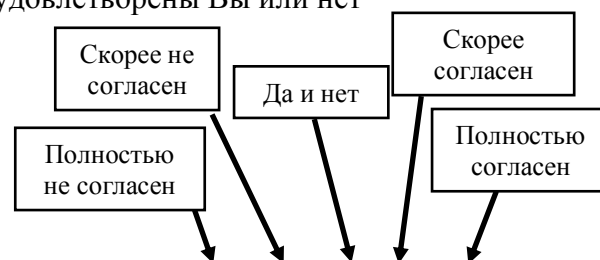 удовлетворены Вы или нет
Скорее не
согласен
Да и нет
Скорее
согласен
Полностью
не согласен
Полностью
согласен